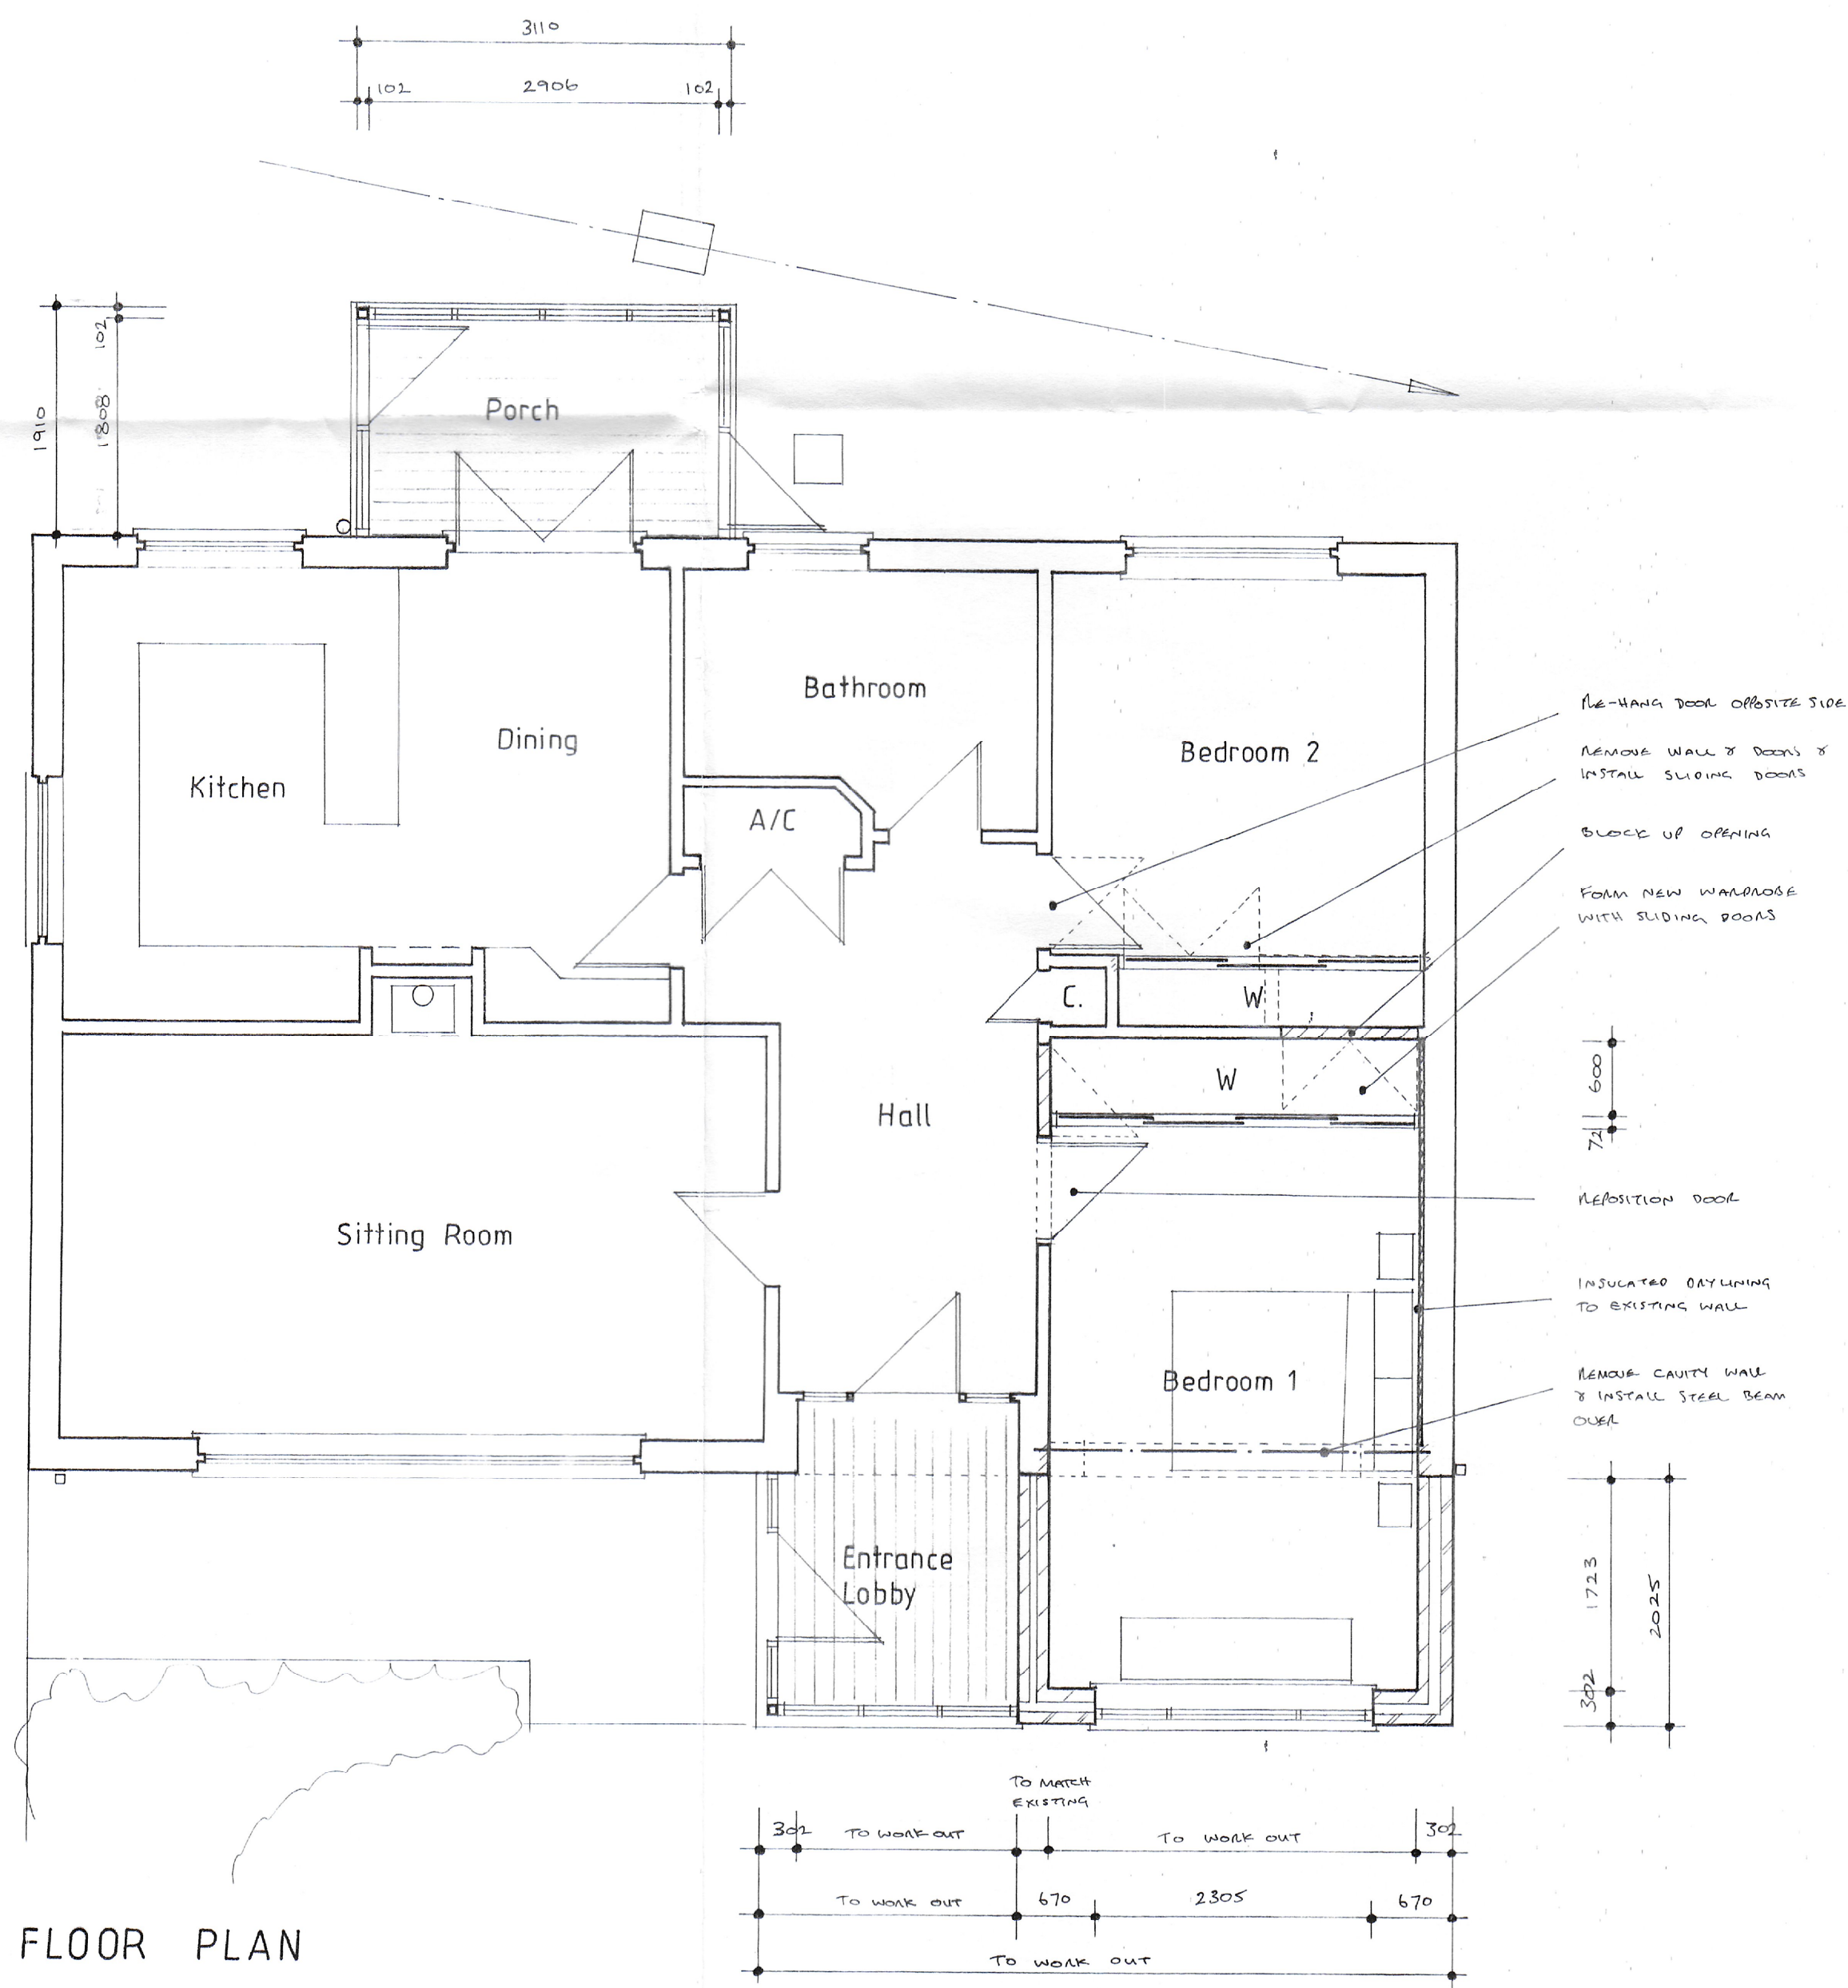 3110
102 2906 102
102
1910
1808
Porch
Kitchen
Dining
Bathroom
A/C
Bedroom 2
RE-HANG DOOR OPPOSITE SIDE
REMOVE WALL & DOORS &
INSTALL SLIDING DOORS
BLOCK UP OPENING
FORM NEW WARDROBE
WITH SLIDING DOORS
C.
W
W
600
72
Hall
Sitting Room
REPOSITION DOOR
INSULATED DRYLINING
TO EXISTING WALL
Bedroom 1
REMOVE CAVITY WALL
& INSTALL STEEL BEAM
OVER
Entrance
Lobby
1723
2025
302
TO MATCH
EXISTING
302 TO WORK OUT TO WORK OUT 302
TO WORK OUT 670 2305 670
TO WORK OUT
FLOOR PLAN